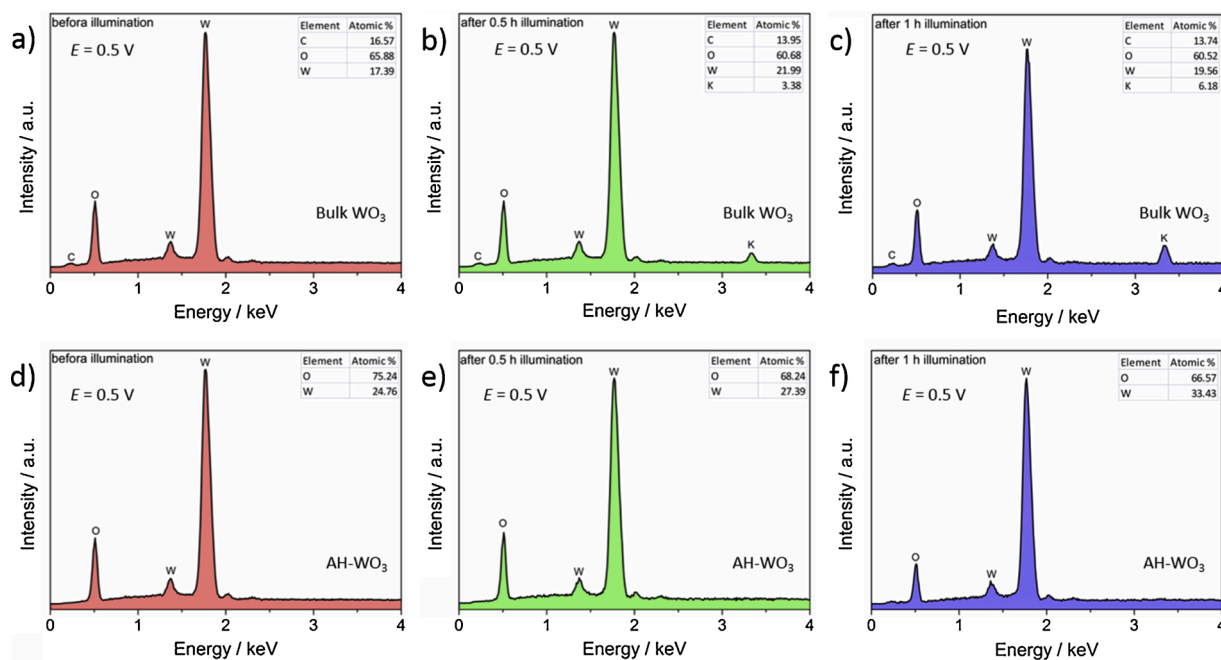 a)
befora illumination
E = 0.5 V
Element Atomic %
C 16.57
O 65.88
W 17.39
W
O
W
C
Bulk WO3
Intensity / a.u.
0 1 2 3 4
Energy / keV
b)
after 0.5 h illumination
E = 0.5 V
Element Atomic %
C 13.95
O 60.68
W 21.99
K 3.38
W
O
W
K
C
Bulk WO3
Intensity / a.u.
0 1 2 3 4
Energy / keV
c)
after 1 h illumination
E = 0.5 V
Element Atomic %
C 13.74
O 60.52
W 19.56
K 6.18
W
O
W
K
C
Bulk WO3
Intensity / a.u.
0 1 2 3 4
Energy / keV
d)
befora illumination
E = 0.5 V
Element Atomic %
O 75.24
W 24.76
W
O
W
AH-WO3
Intensity / a.u.
0 1 2 3 4
Energy / keV
e)
after 0.5 h illumination
E = 0.5 V
Element Atomic %
O 68.24
W 27.39
W
O
W
AH-WO3
Intensity / a.u.
0 1 2 3 4
Energy / keV
f)
after 1 h illumination
E = 0.5 V
Element Atomic %
O 66.57
W 33.43
W
O
W
AH-WO3
Intensity / a.u.
0 1 2 3 4
Energy / keV